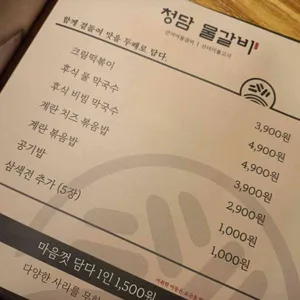 청담 물갈비
함께 곁들여 맛을 두배로 담다.
크림떡볶이 3,900원
후식 물 막국수 4,900원
후식 비빔 막국수 4,900원
계란 치즈 볶음밥 3,900원
계란 볶음밥 2,900원
공기밥 1,000원
삼색전 추가 (5장) 1,000원
마음껏 담다 1인 1,500원
다양한 사리를 무한